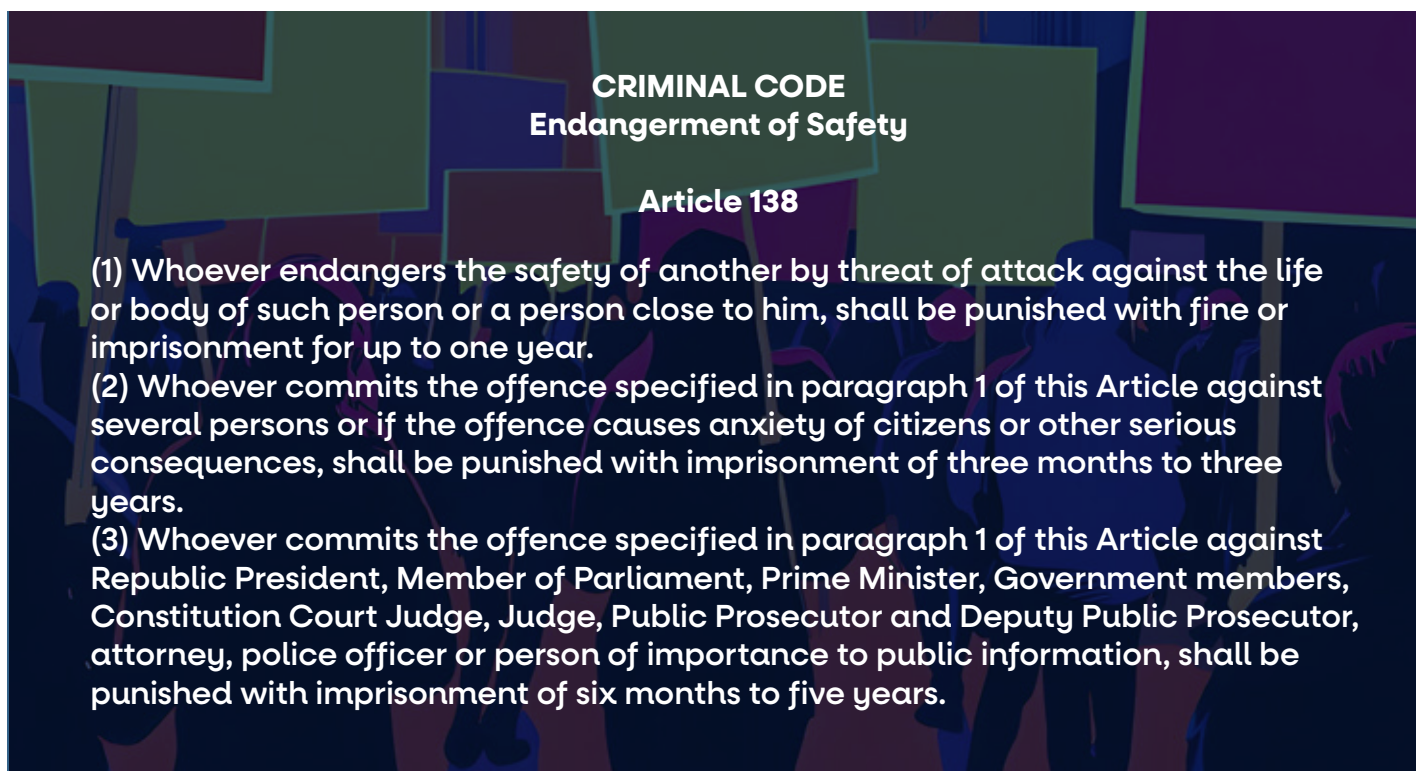 CRIMINAL CODE
Endangerment of Safety
Article 138
(1) Whoever endangers the safety of another by threat of attack against the life
or body of such person or a person close to him, shall be punished with fine or
imprisonment for up to one year.
(2) Whoever commits the offence specified in paragraph 1 of this Article against
several persons or if the offence causes anxiety of citizens or other serious
consequences, shall be punished with imprisonment of three months to three
years.
(3) Whoever commits the offence specified in paragraph 1 of this Article against
Republic President, Member of Parliament, Prime Minister, Government members,
Constitution Court Judge, Judge, Public Prosecutor and Deputy Public Prosecutor,
attorney, police officer or person of importance to public information, shall be
punished with imprisonment of six months to five years.